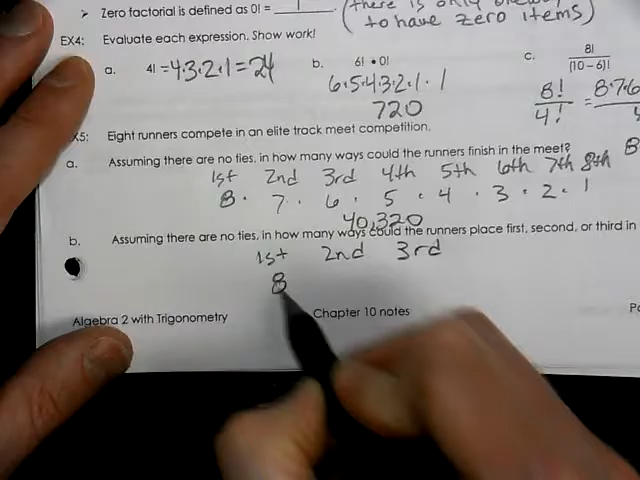 ➤ Zero factorial is defined as 0! = 1 (there is only
to have zero items)
EX4: Evaluate each expression. Show work!
a. 4! = 4·3·2·1 = 24
b. 6! • 0!
6·5·4·3·2·1·1
720
c. 8!/(10 – 6)!
8!/4! = 8·7·6
X5: Eight runners compete in an elite track meet competition.
a. Assuming there are no ties, in how many ways could the runners finish in the meet? 8
1st 2nd 3rd 4th 5th 6th 7th 8th
8 · 7 · 6 · 5 · 4 · 3 · 2 · 1
40,320
b. Assuming there are no ties, in how many ways could the runners place first, second, or third in
1st 2nd 3rd
8
Algebra 2 with Trigonometry Chapter 10 notes